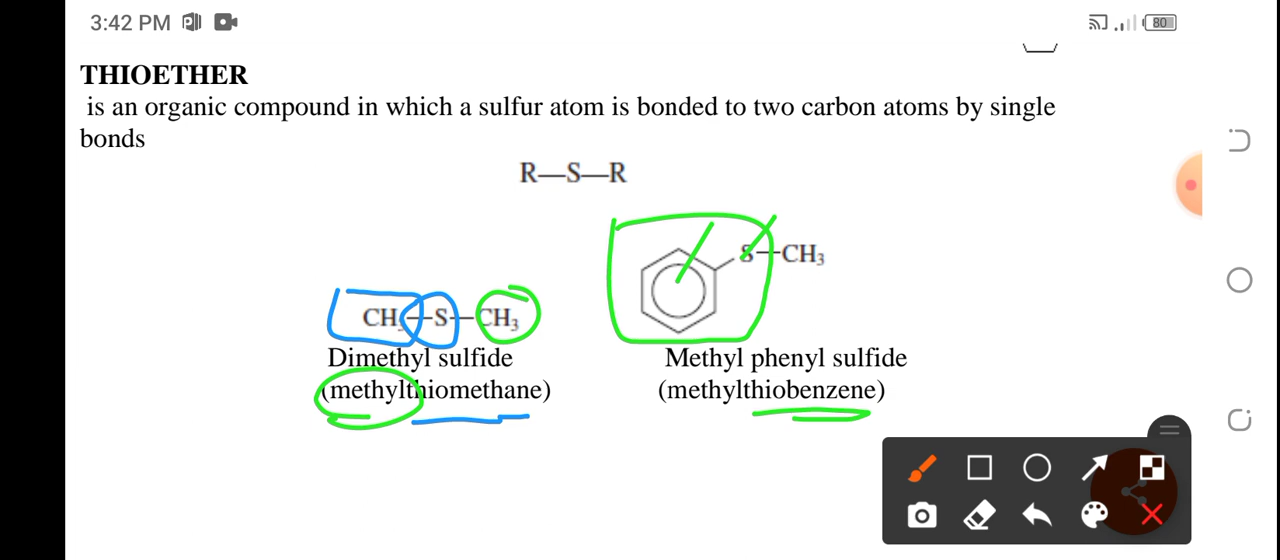 3:42 PM
80
THIOETHER
is an organic compound in which a sulfur atom is bonded to two carbon atoms by single
bonds
R—S—R
S—CH₃
CH₃—S—CH₃
Dimethyl sulfide
Methyl phenyl sulfide
(methylthiomethane)
(methylthiobenzene)